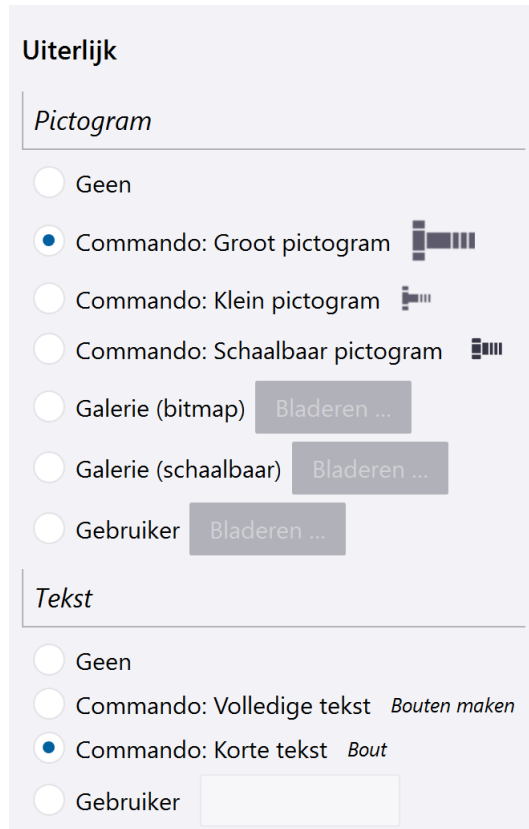 Uiterlijk
Pictogram
Geen
Commando: Groot pictogram
Commando: Klein pictogram
Commando: Schaalbaar pictogram
Galerie (bitmap) Bladeren ...
Galerie (schaalbaar) Bladeren ...
Gebruiker Bladeren ...
Tekst
Geen
Commando: Volledige tekst Bouten maken
Commando: Korte tekst Bout
Gebruiker